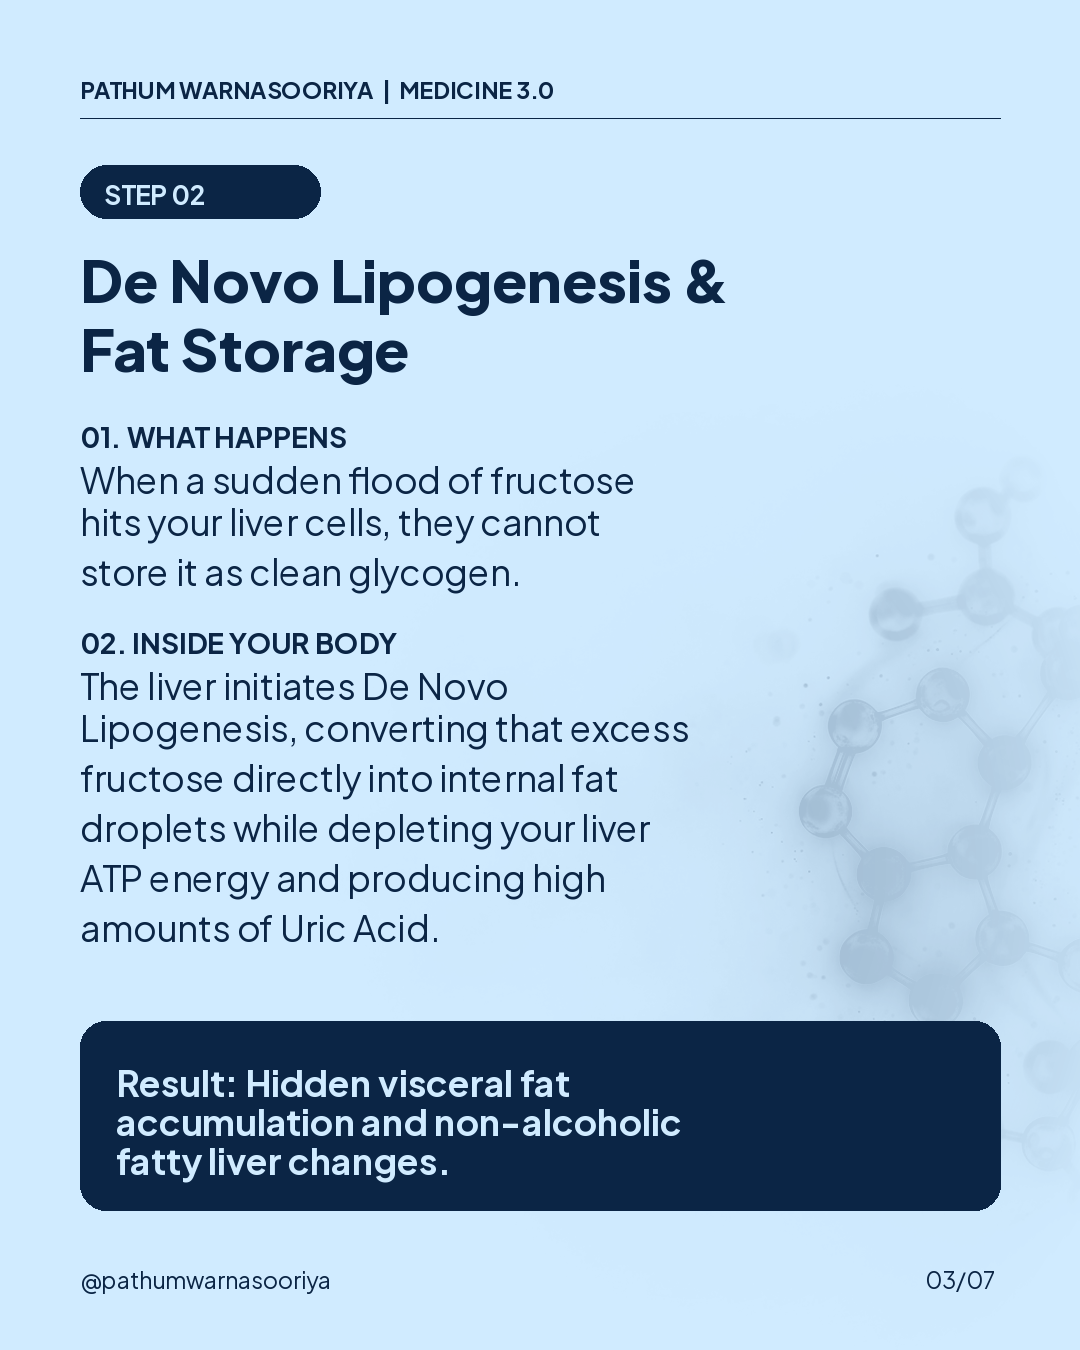 PATHUM WARNASOORIYA | MEDICINE 3.0
STEP 02
De Novo Lipogenesis &
Fat Storage
01. WHAT HAPPENS
When a sudden flood of fructose
hits your liver cells, they cannot
store it as clean glycogen.
02. INSIDE YOUR BODY
The liver initiates De Novo
Lipogenesis, converting that excess
fructose directly into internal fat
droplets while depleting your liver
ATP energy and producing high
amounts of Uric Acid.
Result: Hidden visceral fat
accumulation and non-alcoholic
fatty liver changes.
@pathumwarnasooriya
03/07